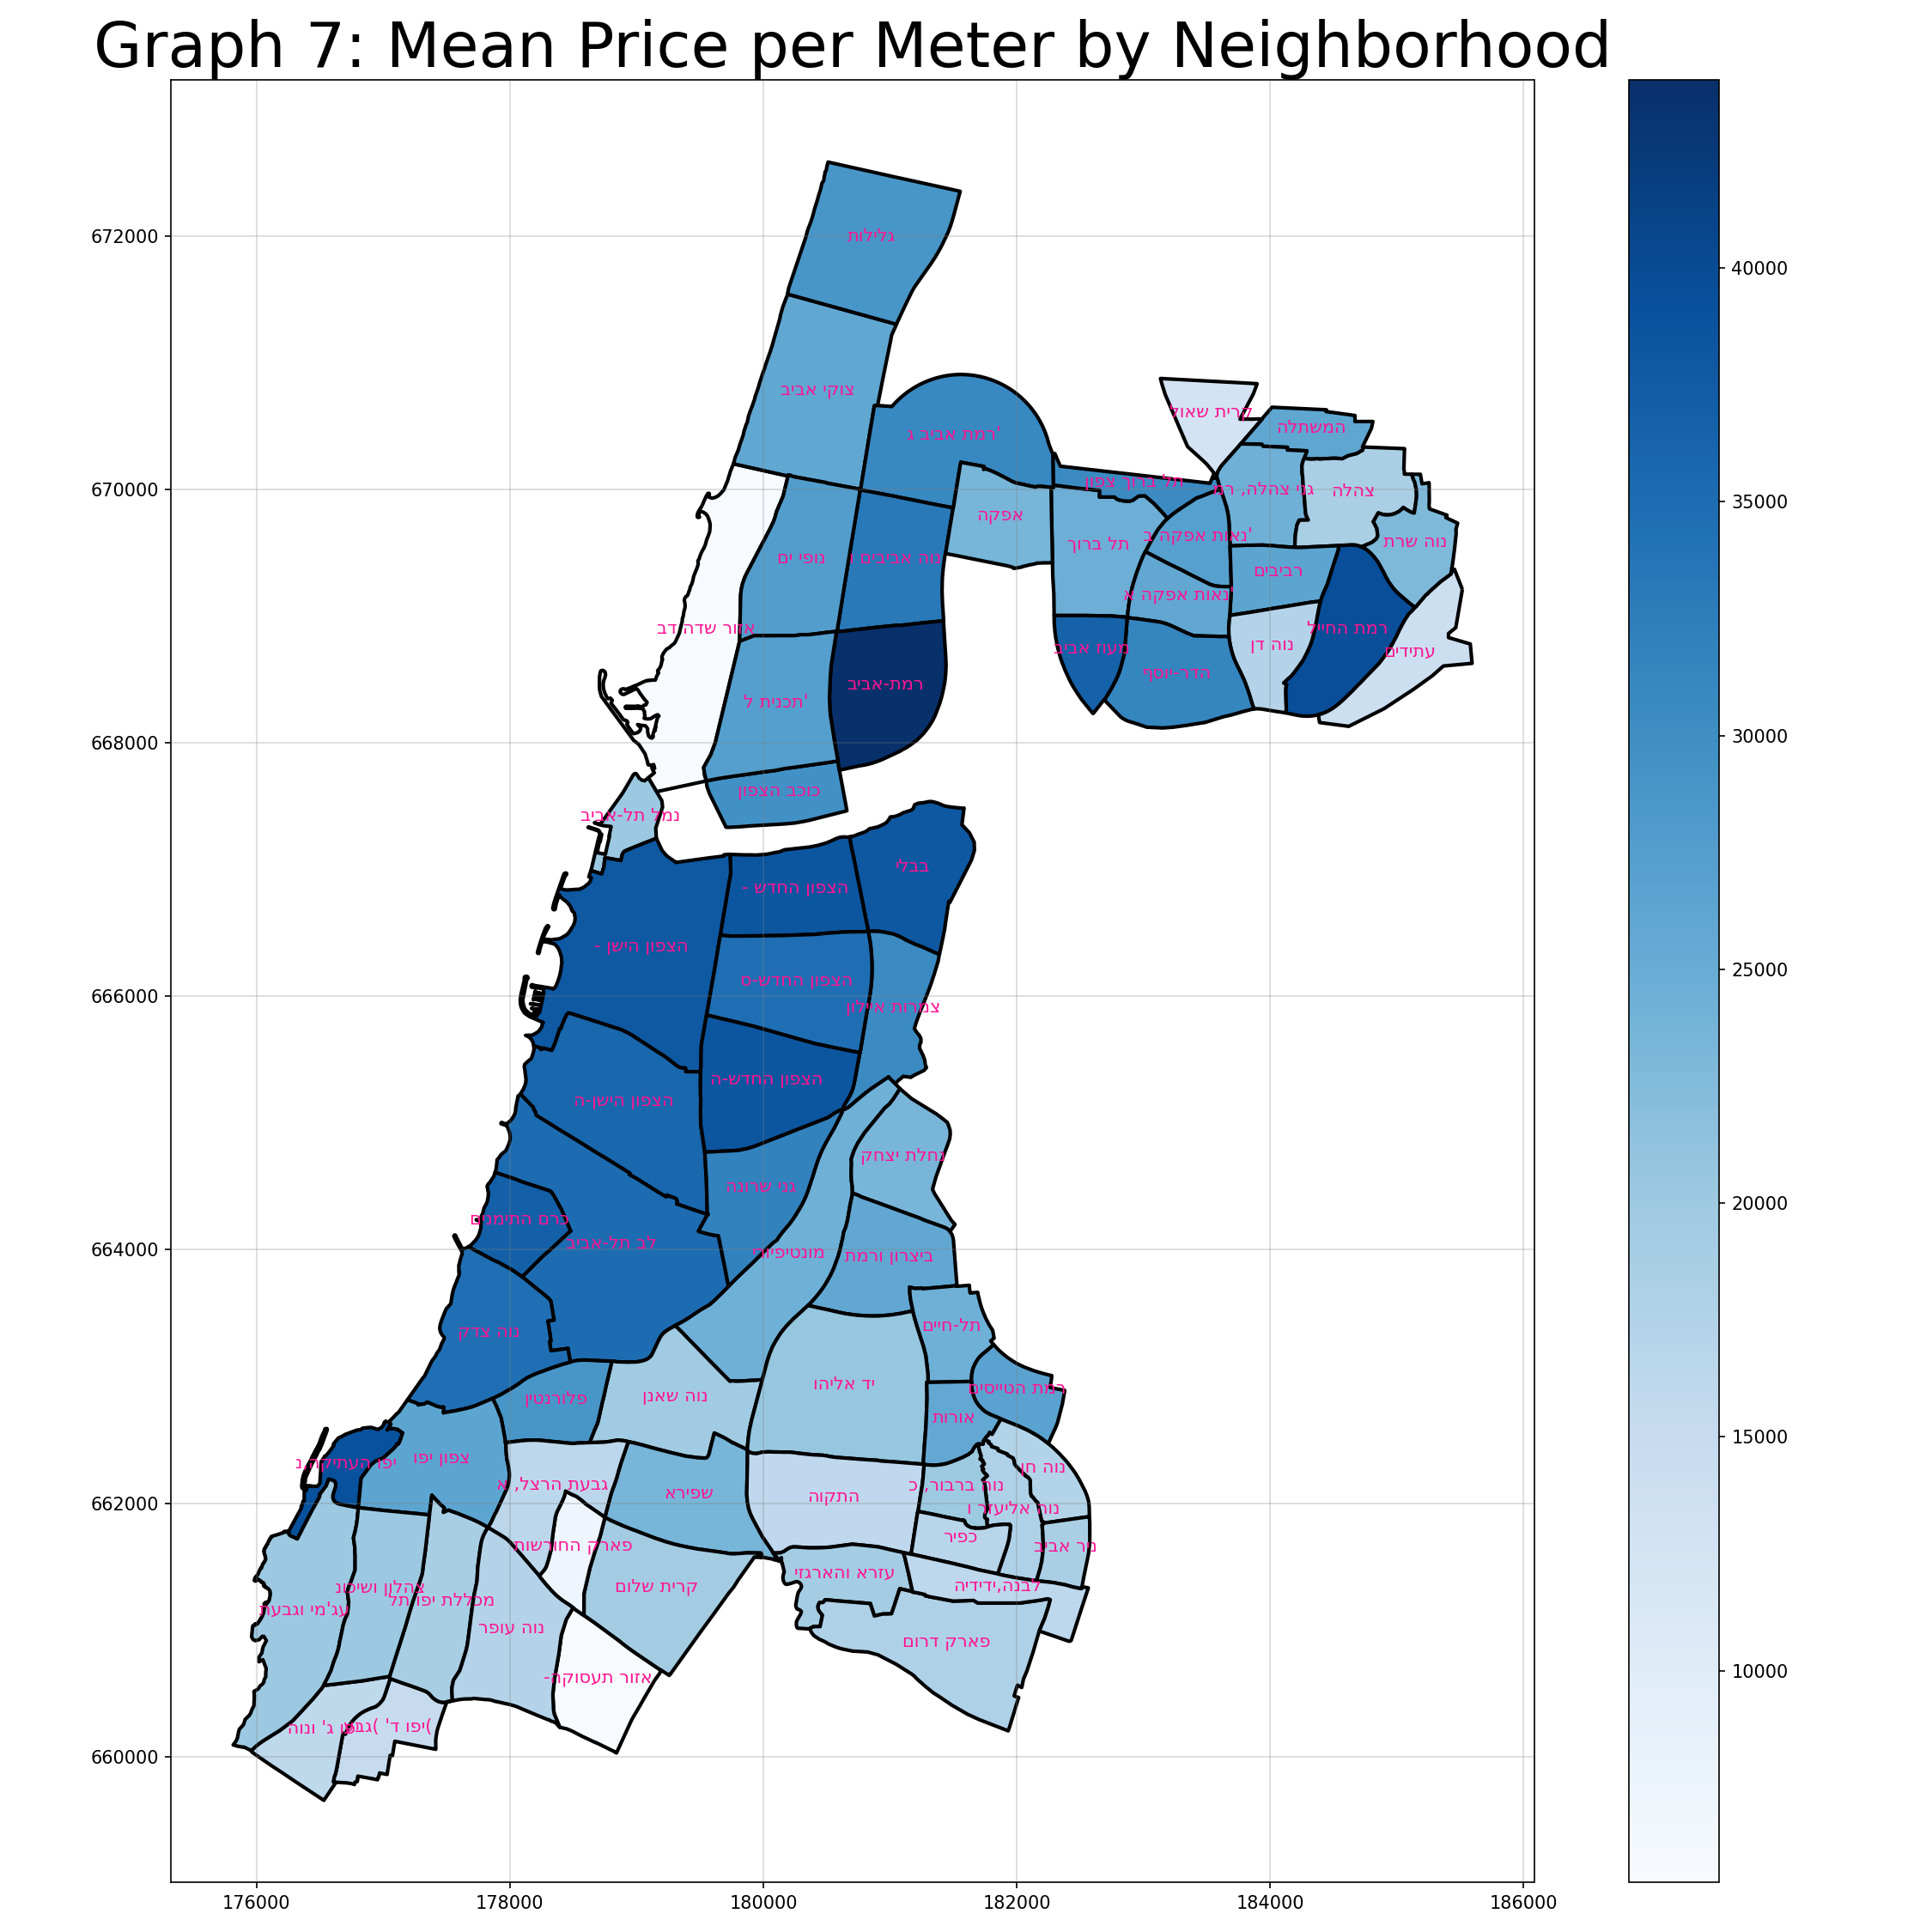 Graph 7: Mean Price per Meter by Neighborhood
672000
670000
668000
666000
664000
662000
660000
176000
178000
180000
182000
184000
186000
40000
35000
30000
25000
20000
15000
10000
גלילות
צוקי אביב
רמת אביב ג'
קרית שאול
המשתלה
תל ברוך צפון
גני צהלה, רמ
צהלה
אפקה
תל ברוך
נאות אפקה ב'
נוה שרת
נופי ים
נוה אביבים
רביבים
נאות אפקה א'
אזור שדה דב
רמת החייל
נוה דן
עתידים
מעוז אביב
הדר-יוסף
רמת-אביב
תכנית ל'
כוכב הצפון
נמל תל-אביב
בבלי
הצפון החדש -
הצפון הישן -
הצפון החדש-ס
צמרות איילון
הצפון החדש-ה
הצפון הישן-ה
נחלת יצחק
גני שרונה
כרם התימנים
לב תל-אביב
מונטיפיורי
ביצרון ורמת
נוה צדק
תל-חיים
פלורנטין
נוה שאנן
יד אליהו
רמת הטייסים
אורות
יפו העתיקה,נ
צפון יפו
גבעת הרצל, א
שפירא
התקוה
נוה ברבור,כ
נוה חן
נוה אליעזר ו
כפיר
ניר אביב
פארק החורשות
קרית שלום
עזרא והארגזי
לבנה,ידידיה
עג'מי וגבעת
צהלון ושיכונ
מכללת יפו תל
נוה עופר
פארק דרום
אזור תעסוקה-
ג' ונוה
יפו ד' )גבע(